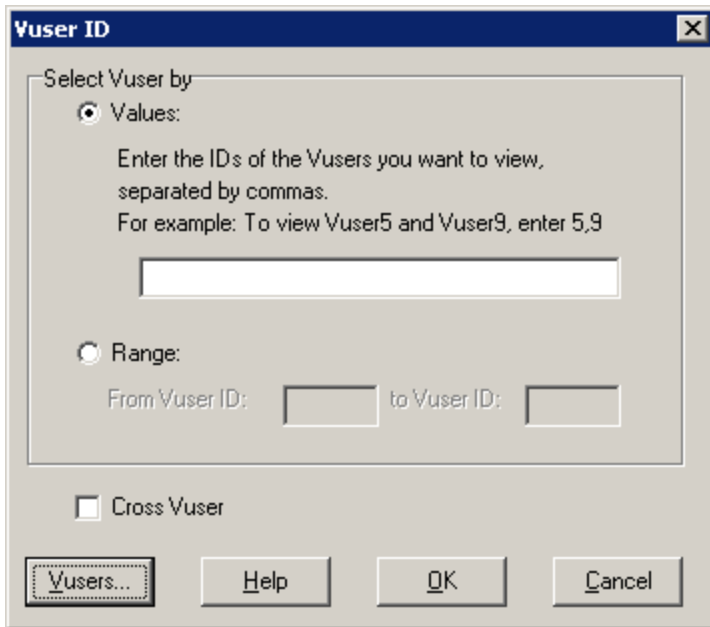 Vuser ID
Select Vuser by
Values:
Enter the IDs of the Vusers you want to view,
separated by commas.
For example: To view Vuser5 and Vuser9, enter 5,9
Range:
From Vuser ID: to Vuser ID:
Cross Vuser
Vusers... Help OK Cancel